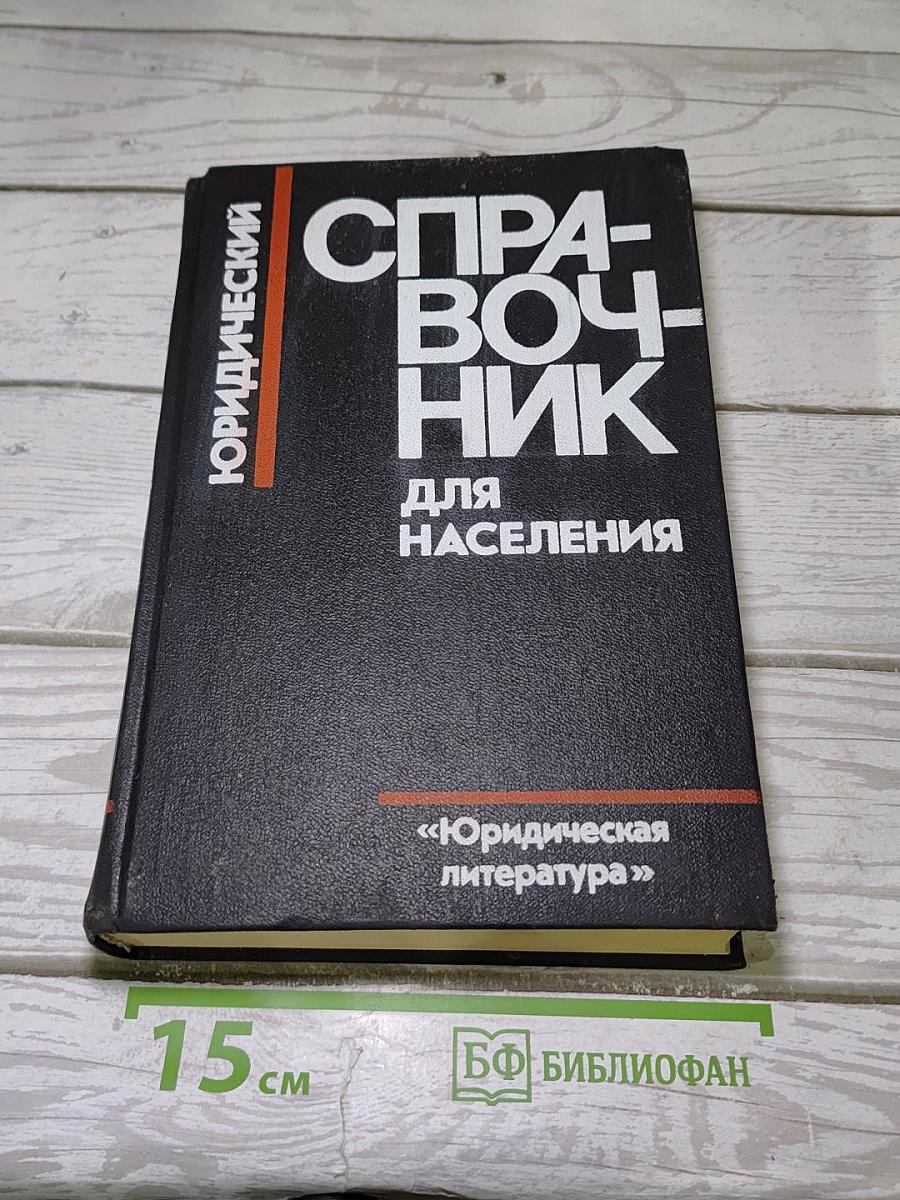 ЮРИДИЧЕСКИЙ
СПРА-
ВОЧ-
НИК
ДЛЯ
НАСЕЛЕНИЯ
«Юридическая
литература»
15 см
БФ БИБЛИОФАН